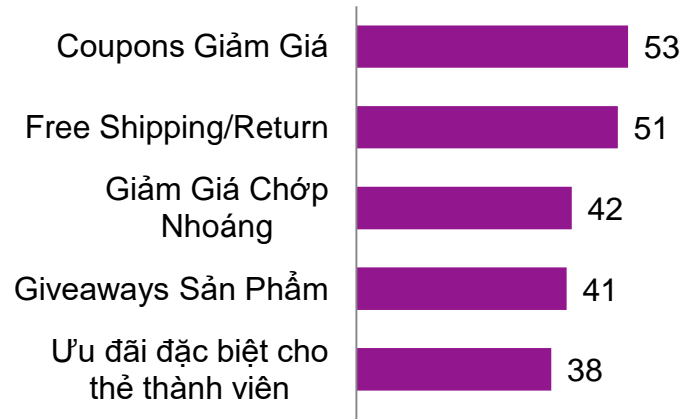 Coupons Giảm Giá 53
Free Shipping/Return 51
Giảm Giá Chớp
Nhoáng 42
Giveaways Sản Phẩm 41
Ưu đãi đặc biệt cho
thẻ thành viên 38